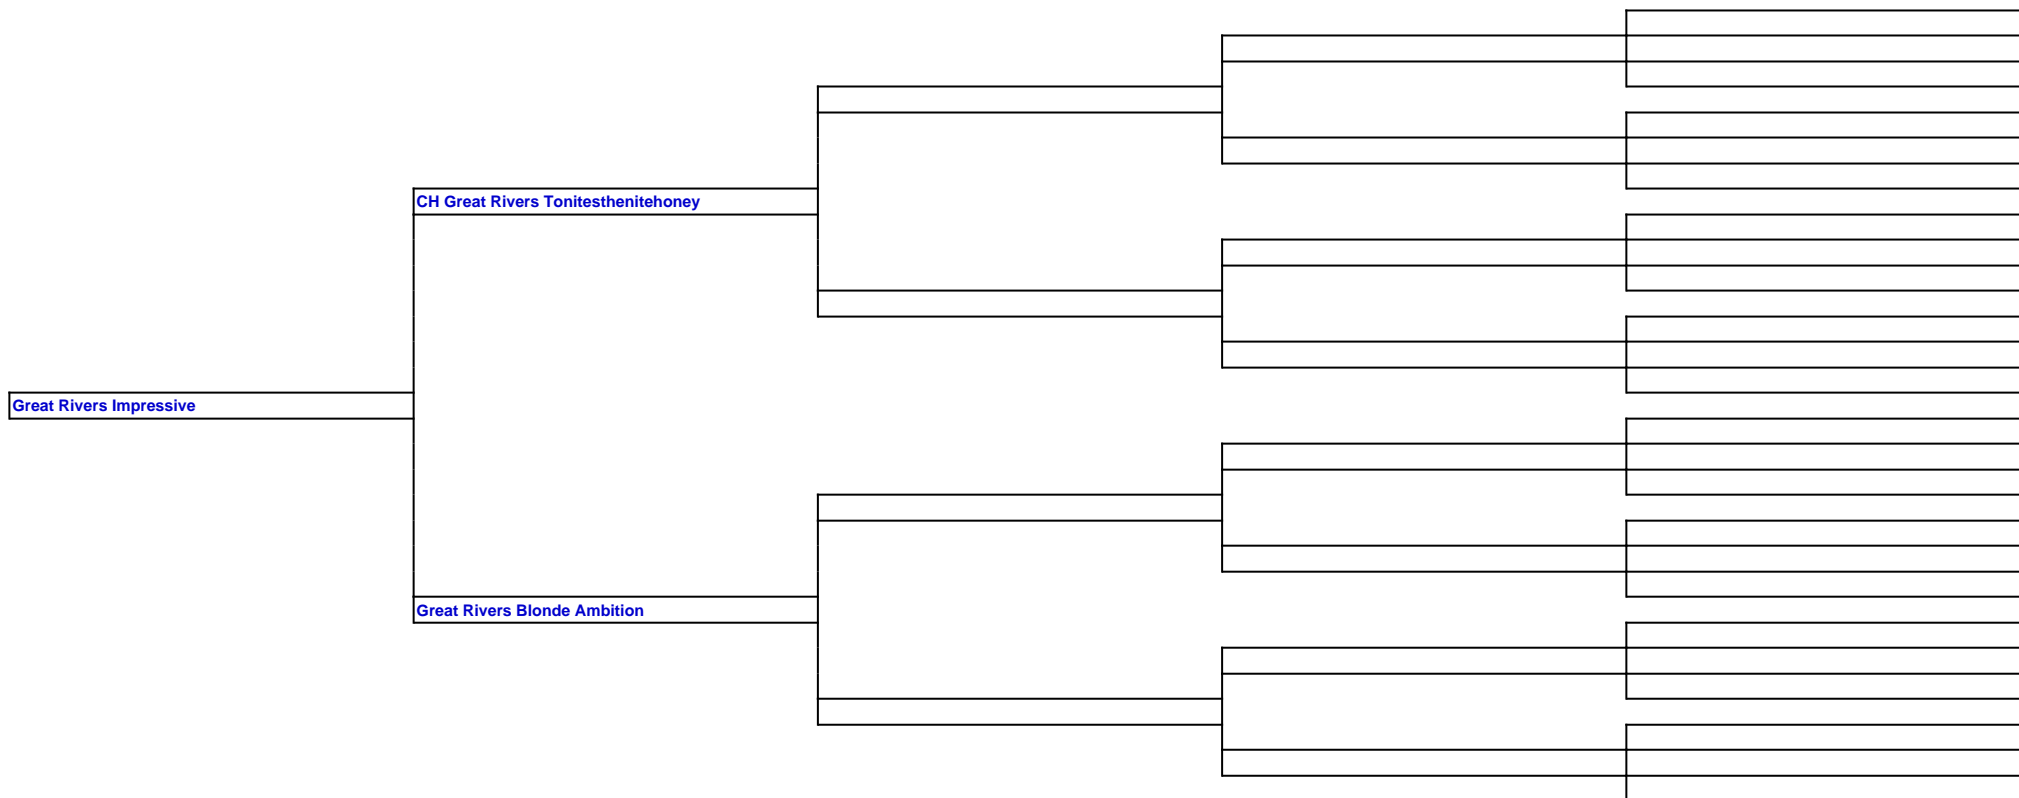 CH Great Rivers Tonitesthenitehoney
Great Rivers Impressive
Great Rivers Blonde Ambition